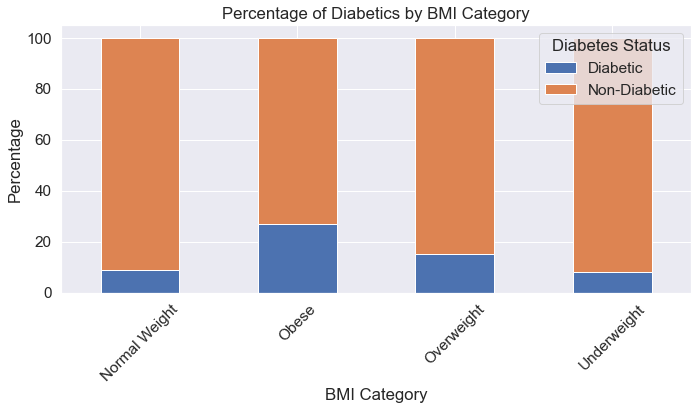 Percentage of Diabetics by BMI Category
Diabetes Status
Diabetic
Non-Diabetic
Percentage
100
80
60
40
20
0
Normal Weight
Obese
Overweight
Underweight
BMI Category